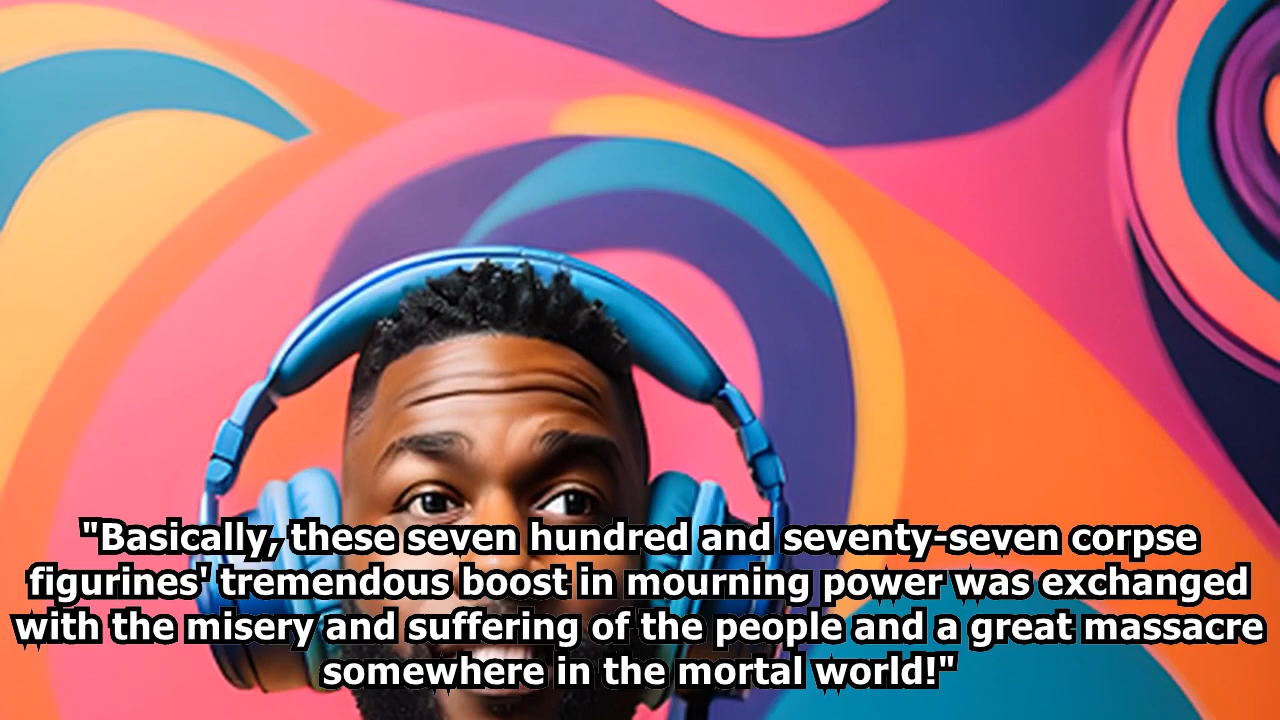 "Basically, these seven hundred and seventy-seven corpse
figurines' tremendous boost in mourning power was exchanged
with the misery and suffering of the people and a great massacre
somewhere in the mortal world!"